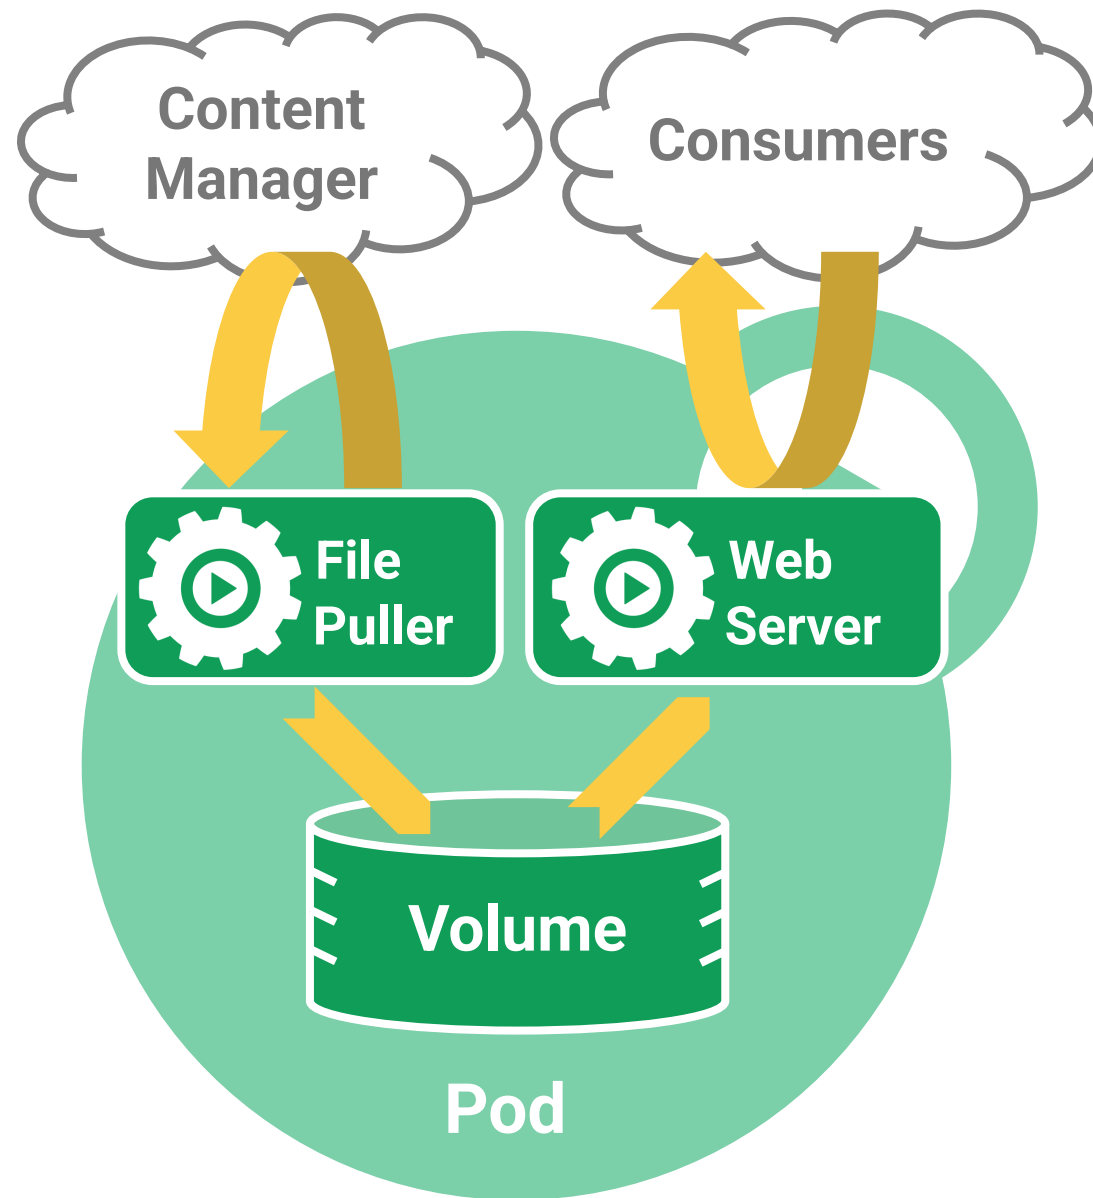 Content
Manager
Consumers
File
Puller
Web
Server
Volume
Pod